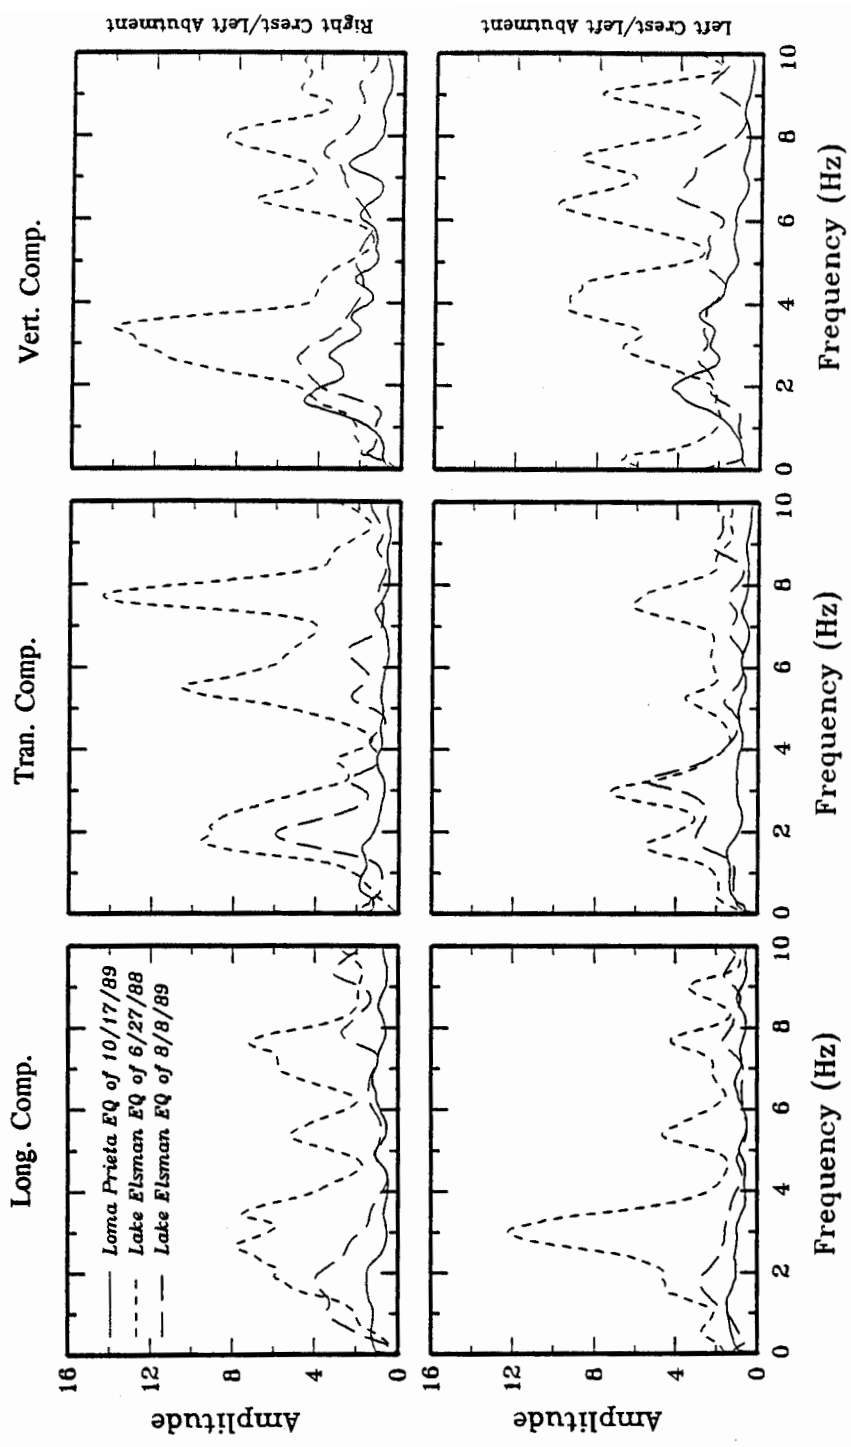 Long. Comp.
Tran. Comp.
Vert. Comp.
Loma Prieta EQ of 10/17/89
Lake Elsman EQ of 6/27/88
Lake Elsman EQ of 8/8/89
Amplitude
16
12
8
4
0
Right Crest/Left Abutment
Amplitude
16
12
8
4
0
0 2 4 6 8 10
0 2 4 6 8 10
0 2 4 6 8 10
Left Crest/Left Abutment
Frequency (Hz)
Frequency (Hz)
Frequency (Hz)